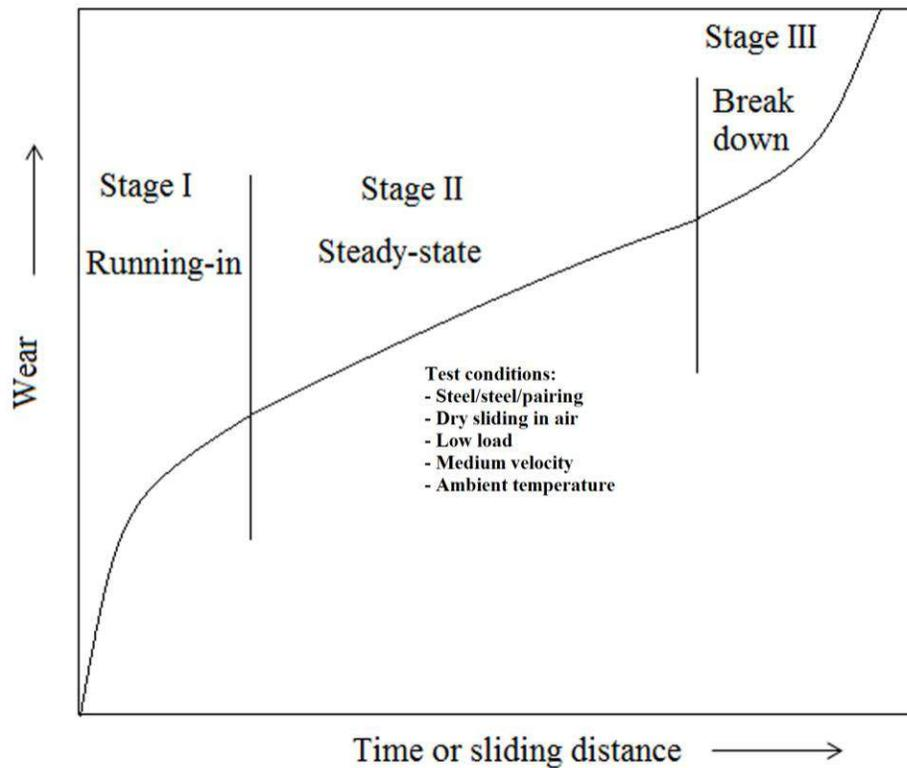 Stage III
Break
down
Stage I
Stage II
Running-in
Steady-state
Wear
Test conditions:
- Steel/steel/pairing
- Dry sliding in air
- Low load
- Medium velocity
- Ambient temperature
Time or sliding distance